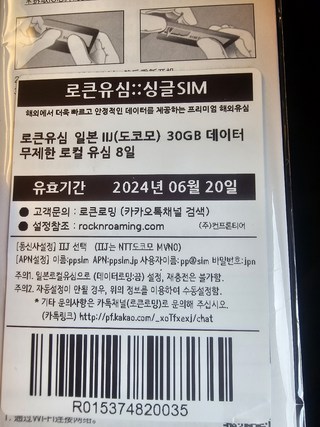 로큰유심::싱글SIM
해외에서 더욱 빠르고 안정적인 데이터를 제공하는 프리미엄 해외유심
로큰유심 일본 IIJ(도코모) 30GB 데이터
무제한 로컬 유심 8일
유효기간 2024년 06월 20일
● 고객문의 : 로큰로밍 (카카오톡채널 검색)
● 설정참조 : rocknroaming.com (주)컨프론티어
[통신사설정] IIJ 선택 (IIJ는 NTT도코모 MVNO)
[APN설정] 이름:ppsim APN:ppsim.jp 사용자이름:pp@sim 비밀번호:jpn
주의1. 일본로컬유심으로 (데이터로밍:끔) 설정, 재충전은 불가함.
주의2. 자동설정이 안될 경우, 위의 정보를 이용하여 수동설정함.
* 기타 문의사항은 카톡채널(로큰로밍)로 문의해 주십시오.
(카톡링크) http://pf.kakao.com/_xoTfxexj/chat
R015374820035